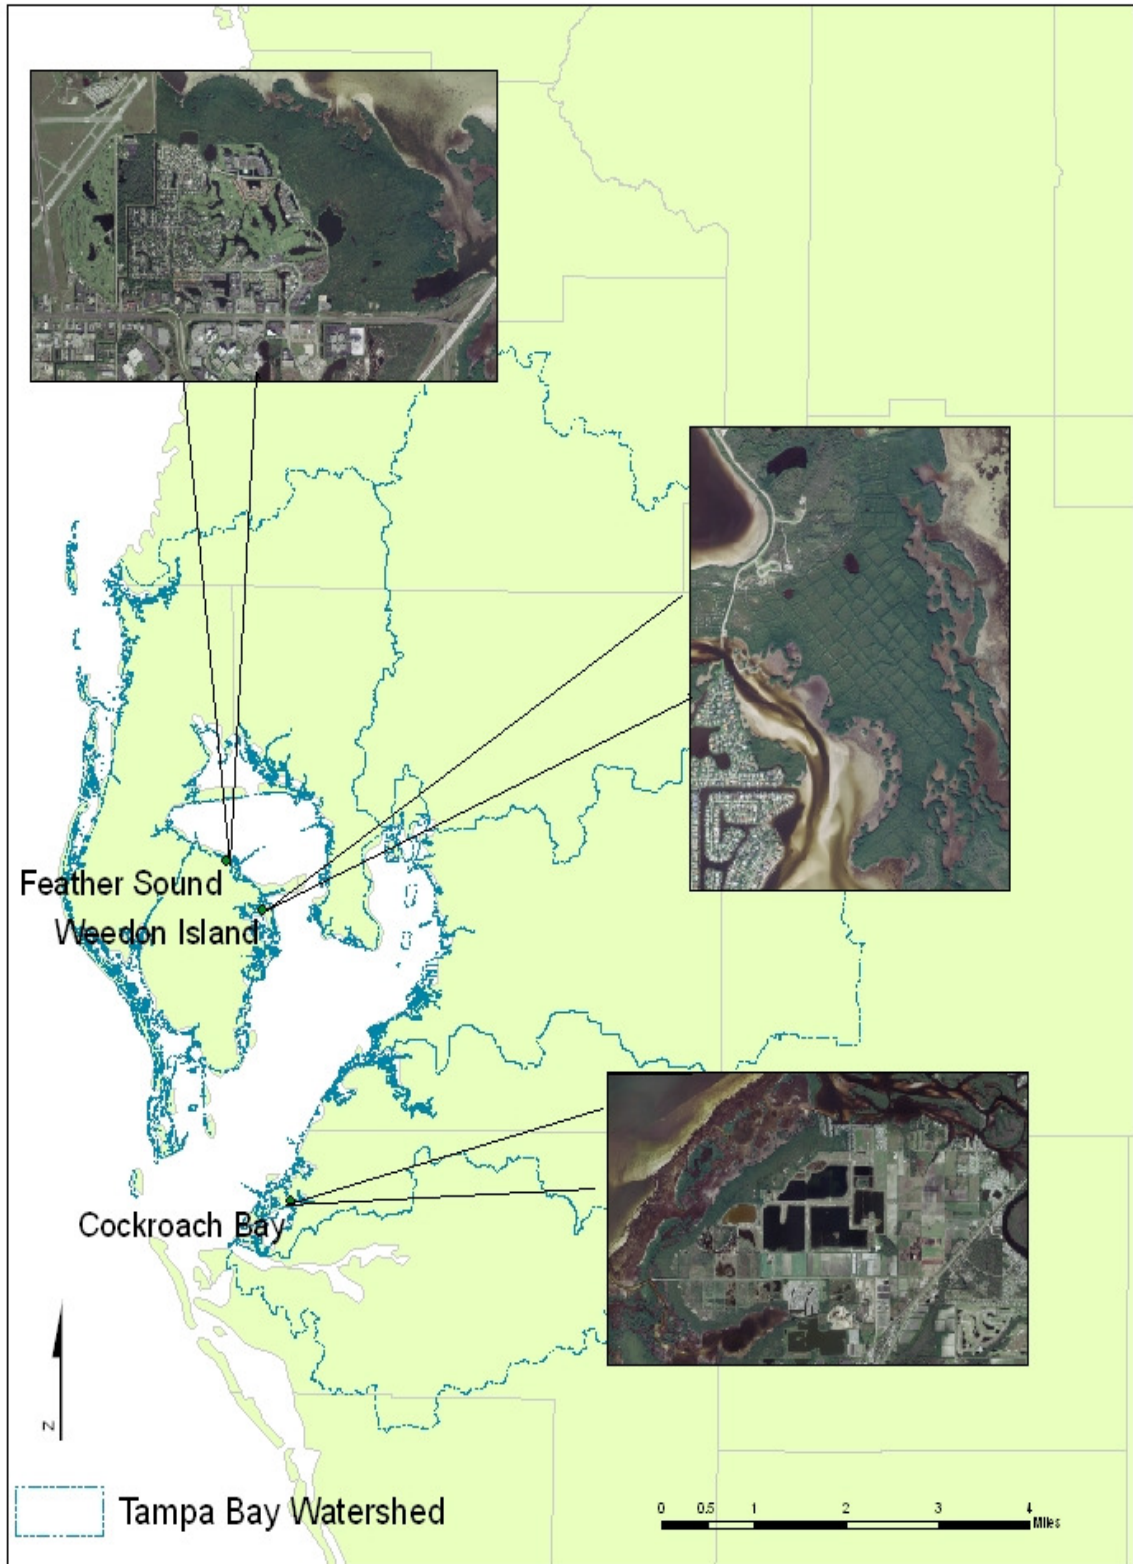 Feather Sound
Weedon Island
Cockroach Bay
Z
Tampa Bay Watershed
0 0.5 1 2 3 4
Miles